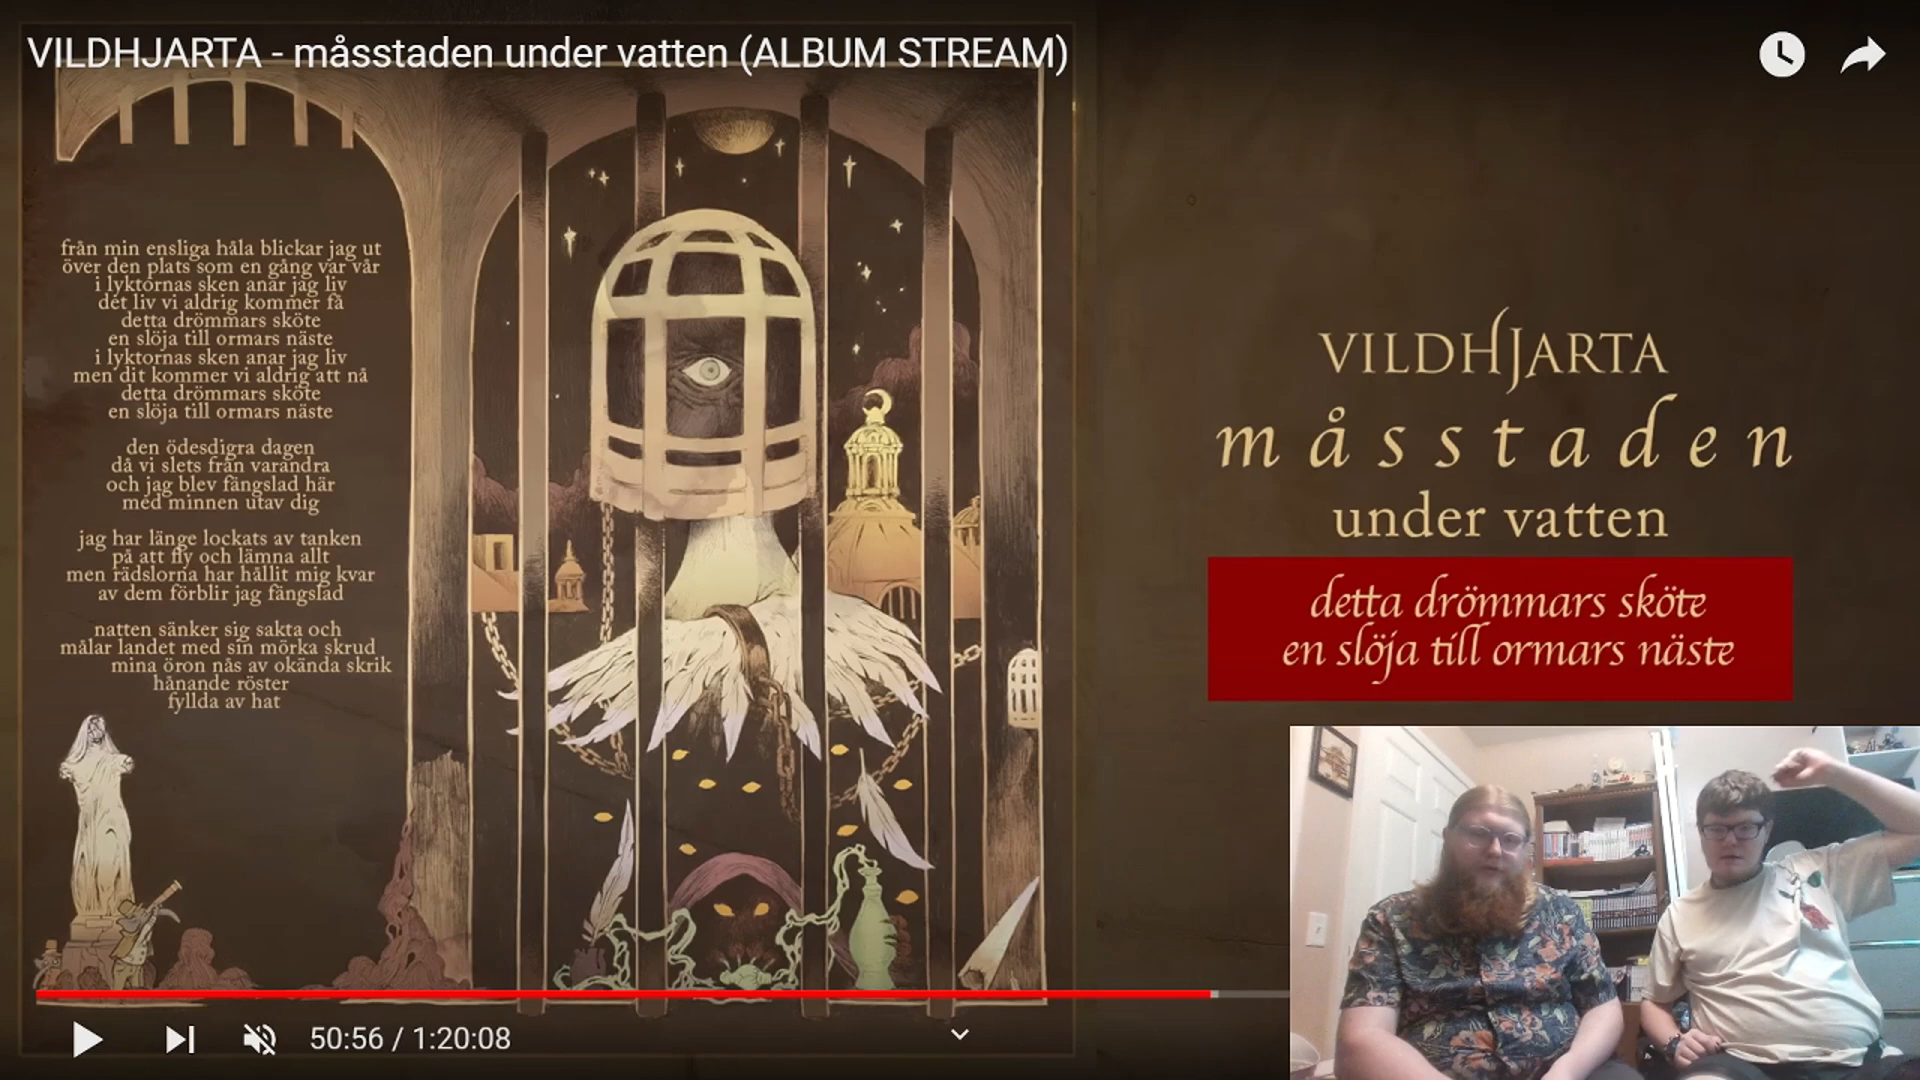 VILDHJARTA - måsstaden under vatten (ALBUM STREAM)
från min ensliga håla blickar jag ut
över den plats som en gång var vår
i lyktornas sken anar jag liv
det liv vi aldrig kommer få
detta drömmars sköte
en slöja till ormars näste
i lyktornas sken anar jag liv
men dit kommer vi aldrig att nå
detta drömmars sköte
en slöja till ormars näste
den ödesdigra dagen
då vi slets från varandra
och jag blev fängslad här
med minnen utav dig
jag har länge lockats av tanken
på att fly och lämna allt
men rädslorna har hållit mig kvar
av dem förblir jag fängslad
natten sänker sig sakta och
målar landet med sin mörka skrud
mina öron nås av okända skrik
hånande röster
fyllda av hat
VILDHJARTA
måsstaden
under vatten
detta drömmars sköte
en slöja till ormars näste
50:56 / 1:20:08